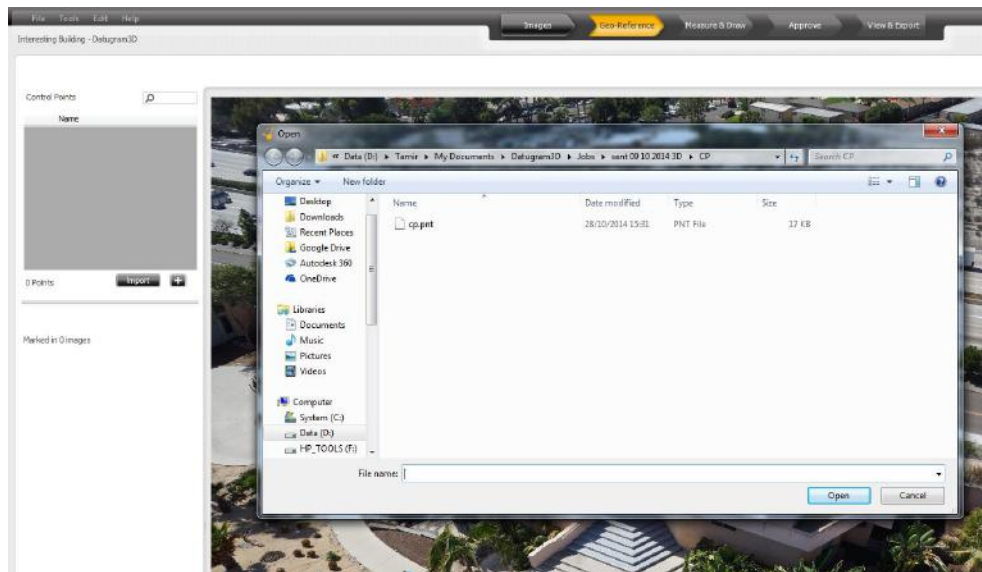 File Tools Edit Help
Images Geo-Reference Measure & Draw Approve View & Export
Interesting Building - Datugram3D
Control Points
Name
0 Points Import +
Marked in 0 images
Open
« Data (D:) ▸ Tamir ▸ My Documents ▸ Datugram3D ▸ Jobs ▸ sent 09 10 2014 3D ▸ CP
Search CP
Organize New folder
Name Date modified Type Size
cp.pnt 28/10/2014 15:31 PNT File 17 KB
Desktop
Downloads
Recent Places
Google Drive
Autodesk 360
OneDrive
Libraries
Documents
Music
Pictures
Videos
Computer
System (C:)
Data (D:)
HP_TOOLS (F:)
File name:
Open Cancel